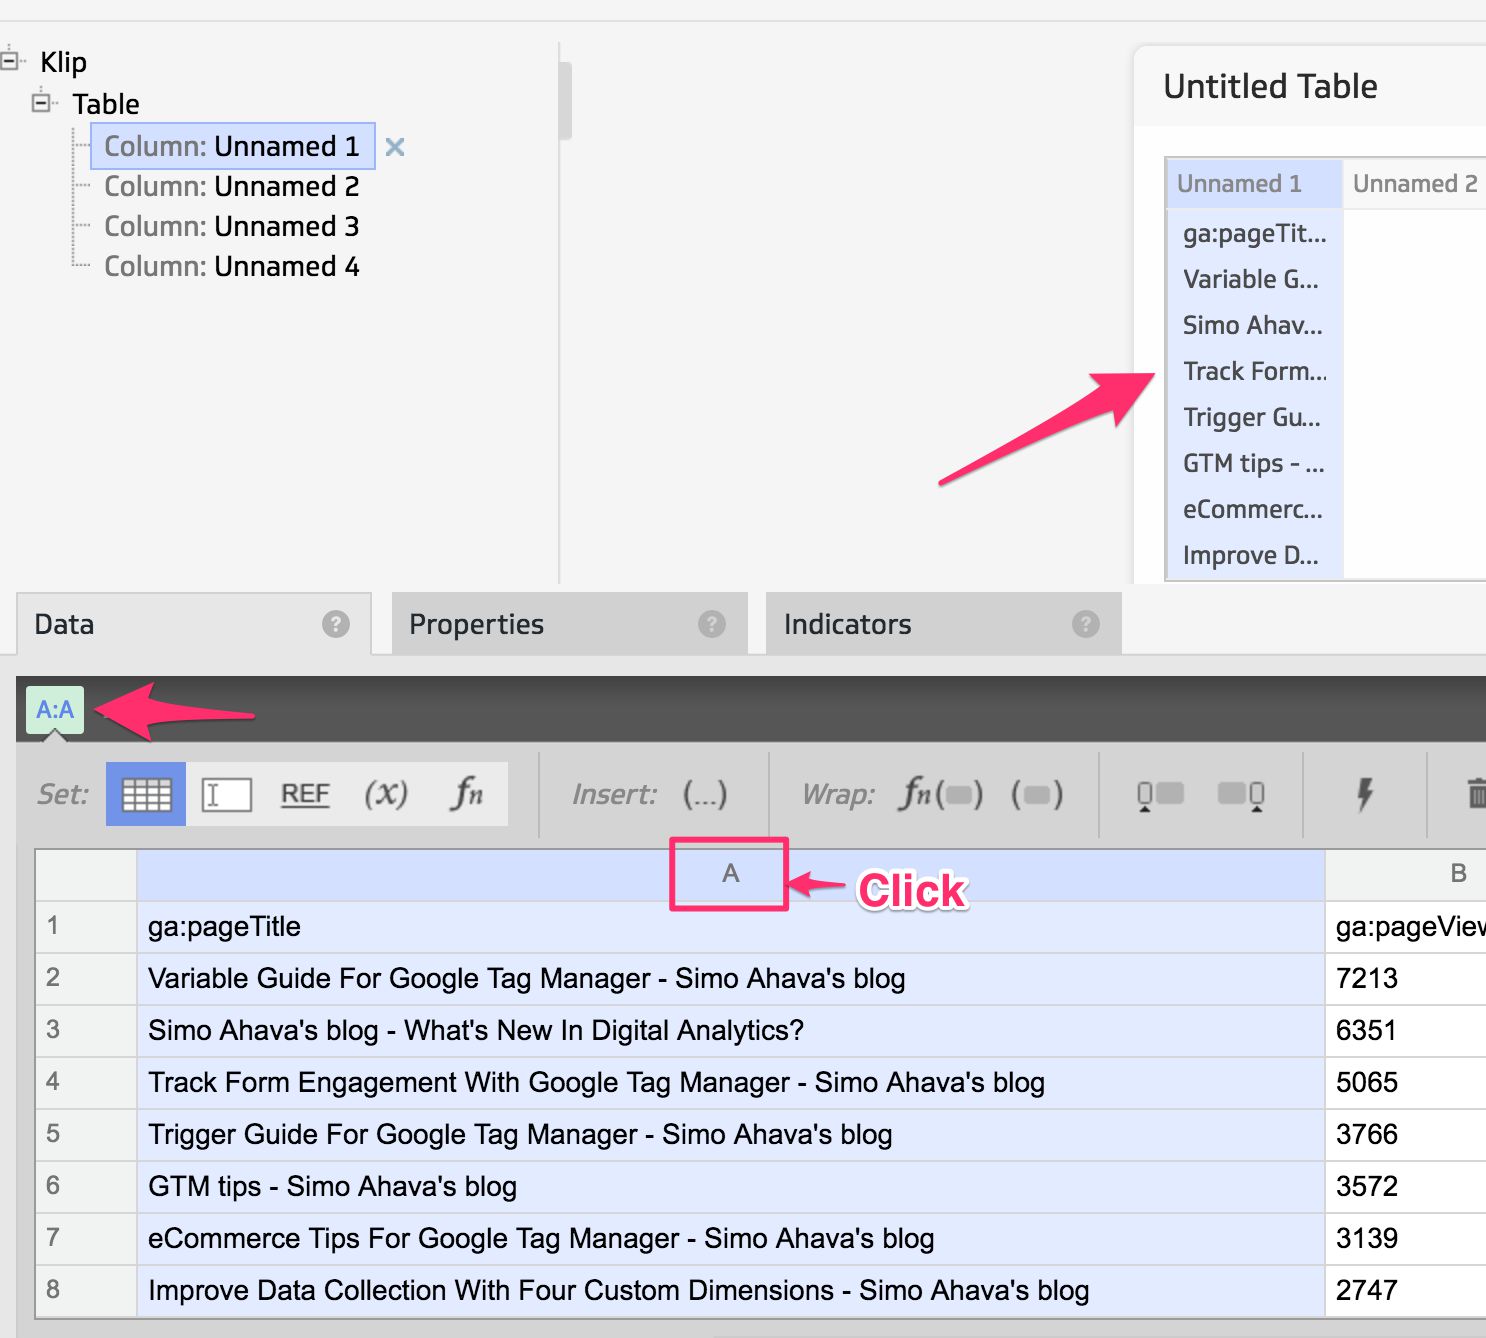 Klip
Table
Column: Unnamed 1
Column: Unnamed 2
Column: Unnamed 3
Column: Unnamed 4
Untitled Table
Unnamed 1 Unnamed 2
ga:pageTit...
Variable G...
Simo Ahav...
Track Form...
Trigger Gu...
GTM tips - ...
eCommerc...
Improve D...
Data ? Properties ? Indicators ?
A:A
Set: REF (x) fn Insert: (...) Wrap: fn( ) ( )
A B
Click
1 ga:pageTitle ga:pageView
2 Variable Guide For Google Tag Manager - Simo Ahava's blog 7213
3 Simo Ahava's blog - What's New In Digital Analytics? 6351
4 Track Form Engagement With Google Tag Manager - Simo Ahava's blog 5065
5 Trigger Guide For Google Tag Manager - Simo Ahava's blog 3766
6 GTM tips - Simo Ahava's blog 3572
7 eCommerce Tips For Google Tag Manager - Simo Ahava's blog 3139
8 Improve Data Collection With Four Custom Dimensions - Simo Ahava's blog 2747